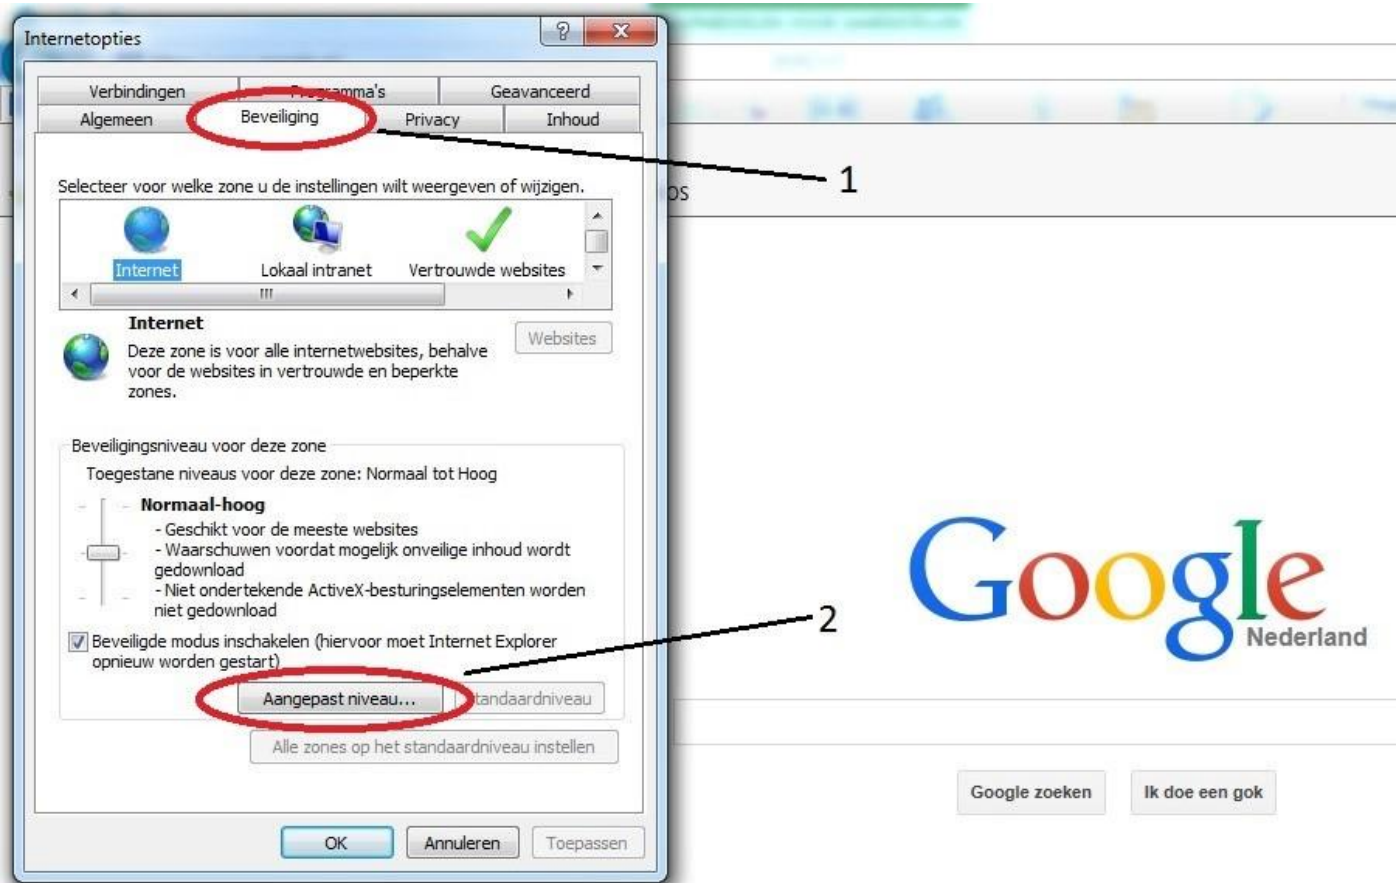 Internetopties
Verbindingen
Programma's
Geavanceerd
Algemeen
Beveiliging
Privacy
Inhoud
1
OS
Selecteer voor welke zone u de instellingen wilt weergeven of wijzigen.
Internet
Lokaal intranet
Vertrouwde websites
Internet
Websites
Deze zone is voor alle internetwebsites, behalve
voor de websites in vertrouwde en beperkte
zones.
Beveiligingsniveau voor deze zone
Toegestane niveaus voor deze zone: Normaal tot Hoog
Normaal-hoog
- Geschikt voor de meeste websites
- Waarschuwen voordat mogelijk onveilige inhoud wordt
gedownload
- Niet ondertekende ActiveX-besturingselementen worden
niet gedownload
2
Beveiligde modus inschakelen (hiervoor moet Internet Explorer
opnieuw worden gestart)
Aangepast niveau...
Standaardniveau
Alle zones op het standaardniveau instellen
Google
Nederland
Google zoeken
Ik doe een gok
OK
Annuleren
Toepassen